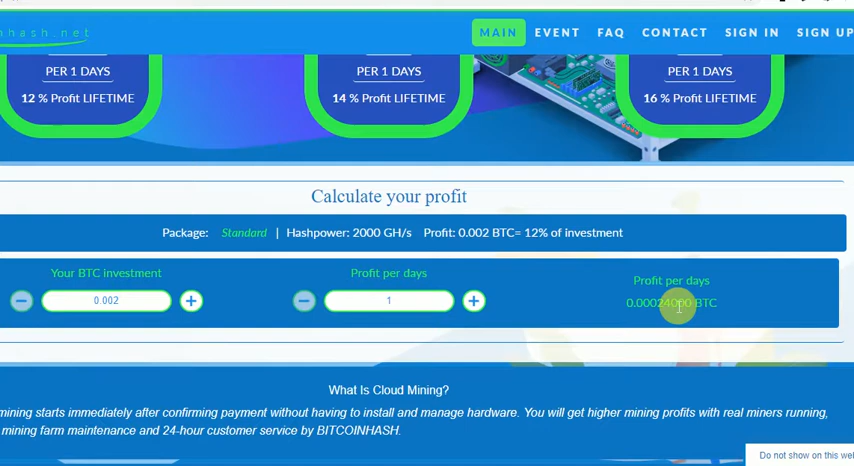 nhash.net
MAIN EVENT FAQ CONTACT SIGN IN SIGN UP
PER 1 DAYS PER 1 DAYS PER 1 DAYS
12 % Profit LIFETIME 14 % Profit LIFETIME 16 % Profit LIFETIME
Calculate your profit
Package: Standard | Hashpower: 2000 GH/s Profit: 0.002 BTC= 12% of investment
Your BTC investment Profit per days Profit per days
− 0.002 + − 1 + 0.00024000 BTC
What Is Cloud Mining?
mining starts immediately after confirming payment without having to install and manage hardware. You will get higher mining profits with real miners running,
mining farm maintenance and 24-hour customer service by BITCOINHASH.
Do not show on this wel